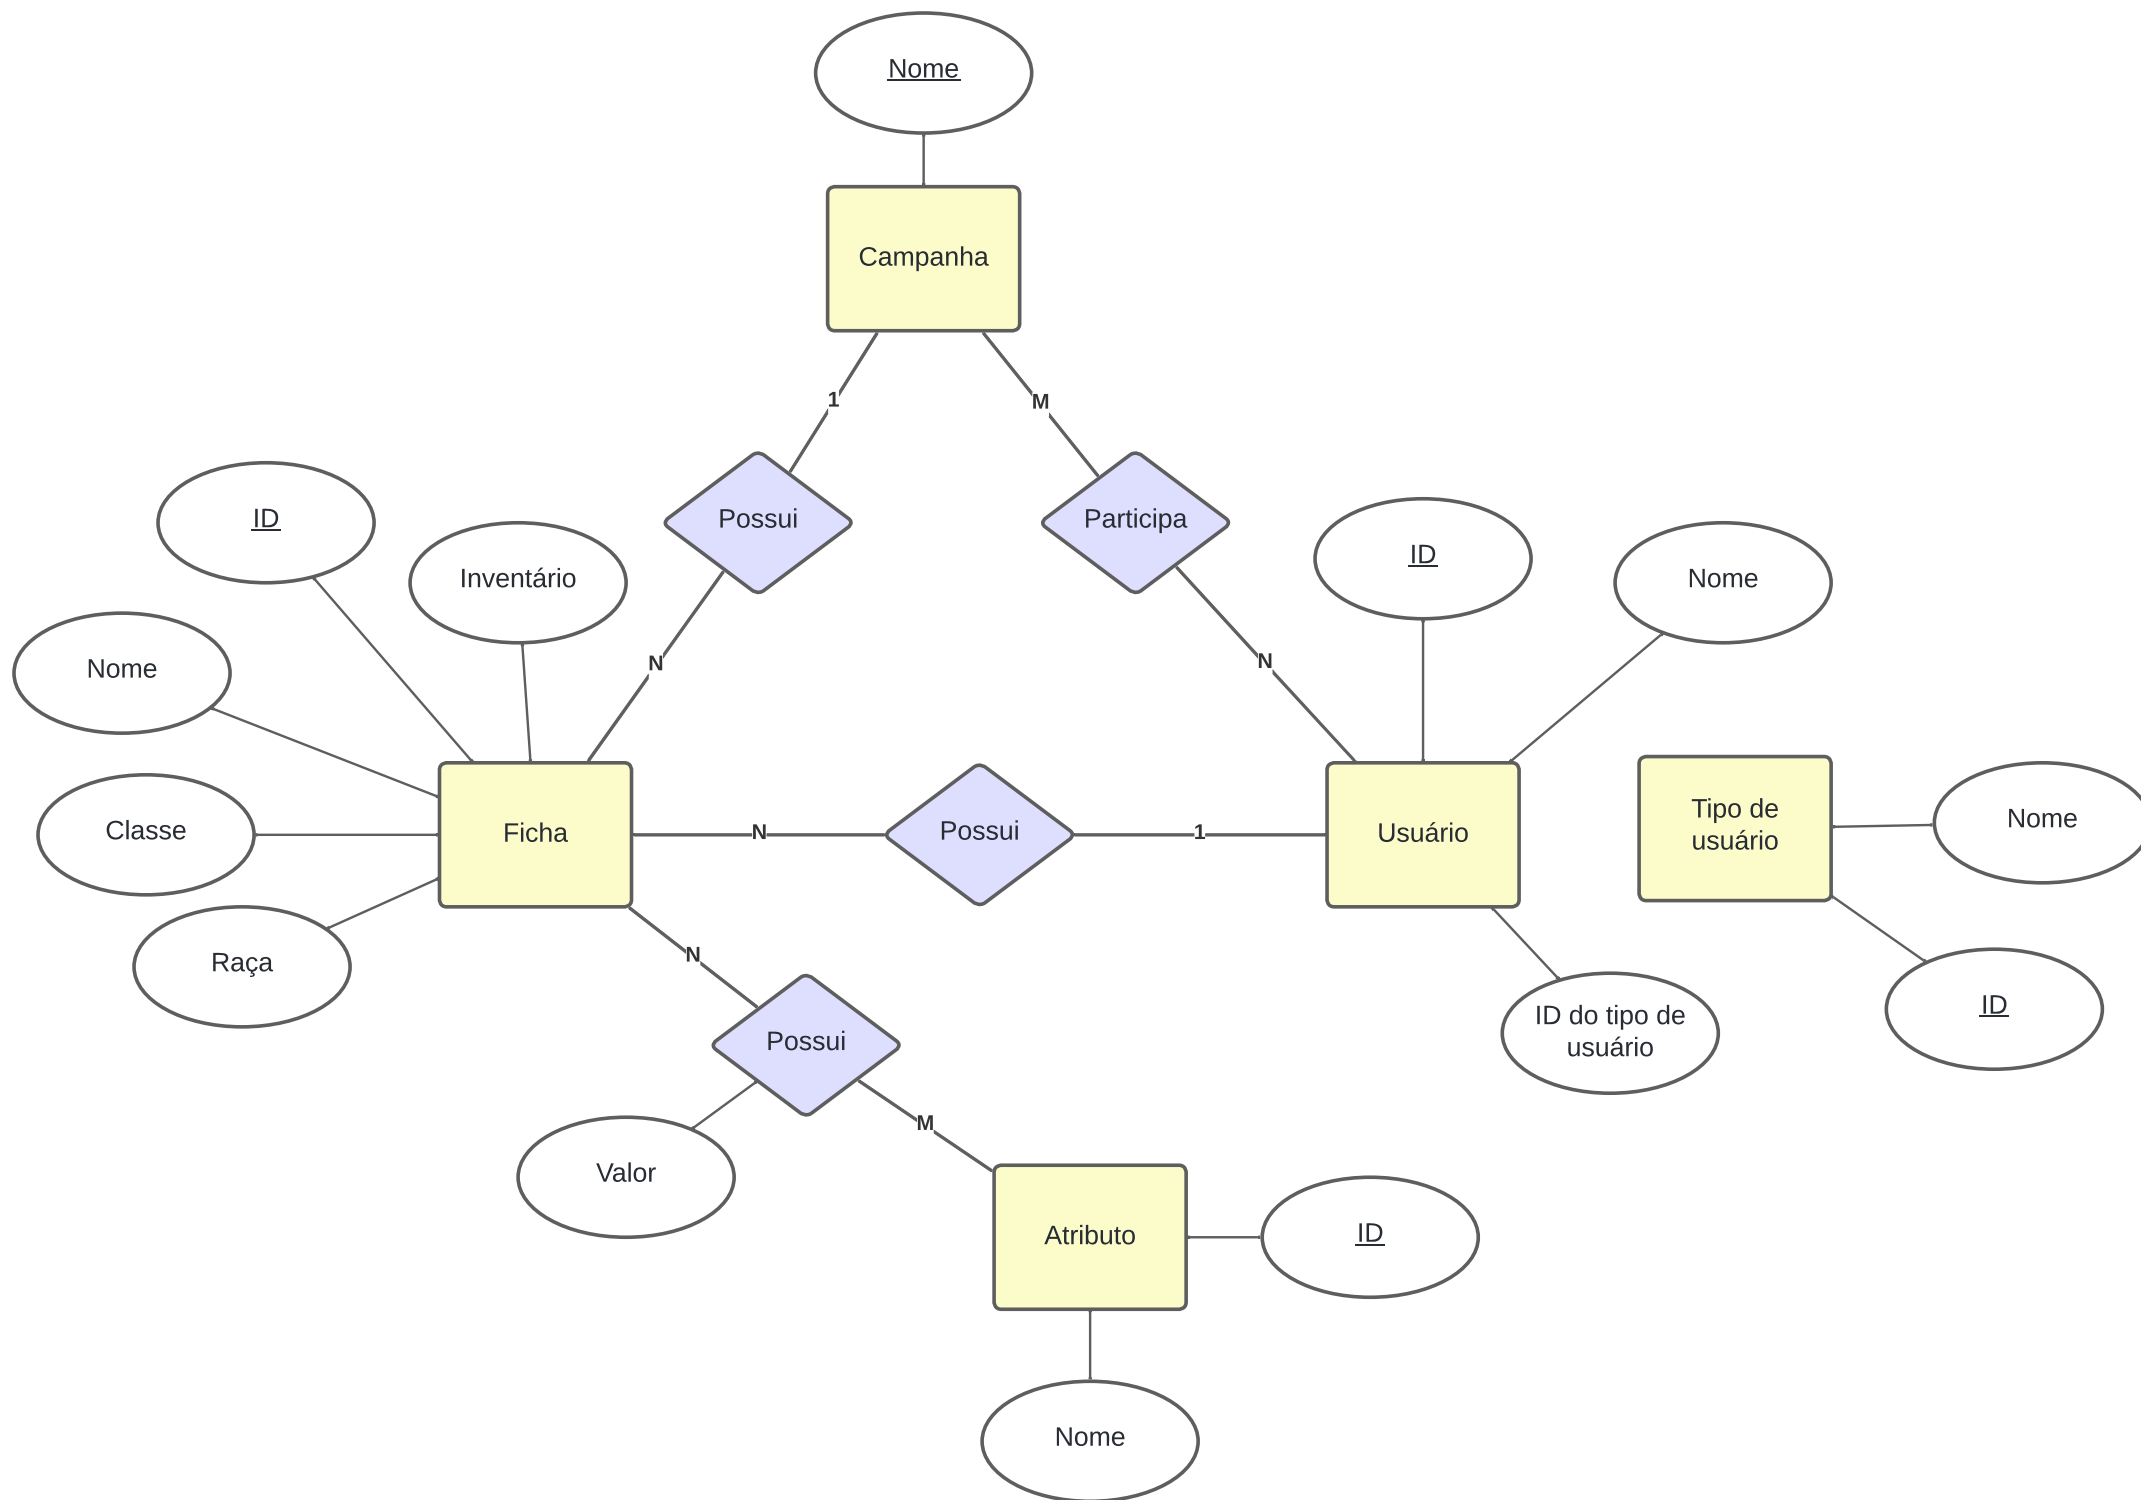 Nome
Campanha
1
M
Possui
Participa
ID
Inventário
ID
Nome
Nome
N
N
Classe
Ficha
N
Possui
1
Usuário
Tipo de
usuário
Nome
Raça
N
Possui
ID do tipo de
usuário
ID
M
Valor
Atributo
ID
Nome